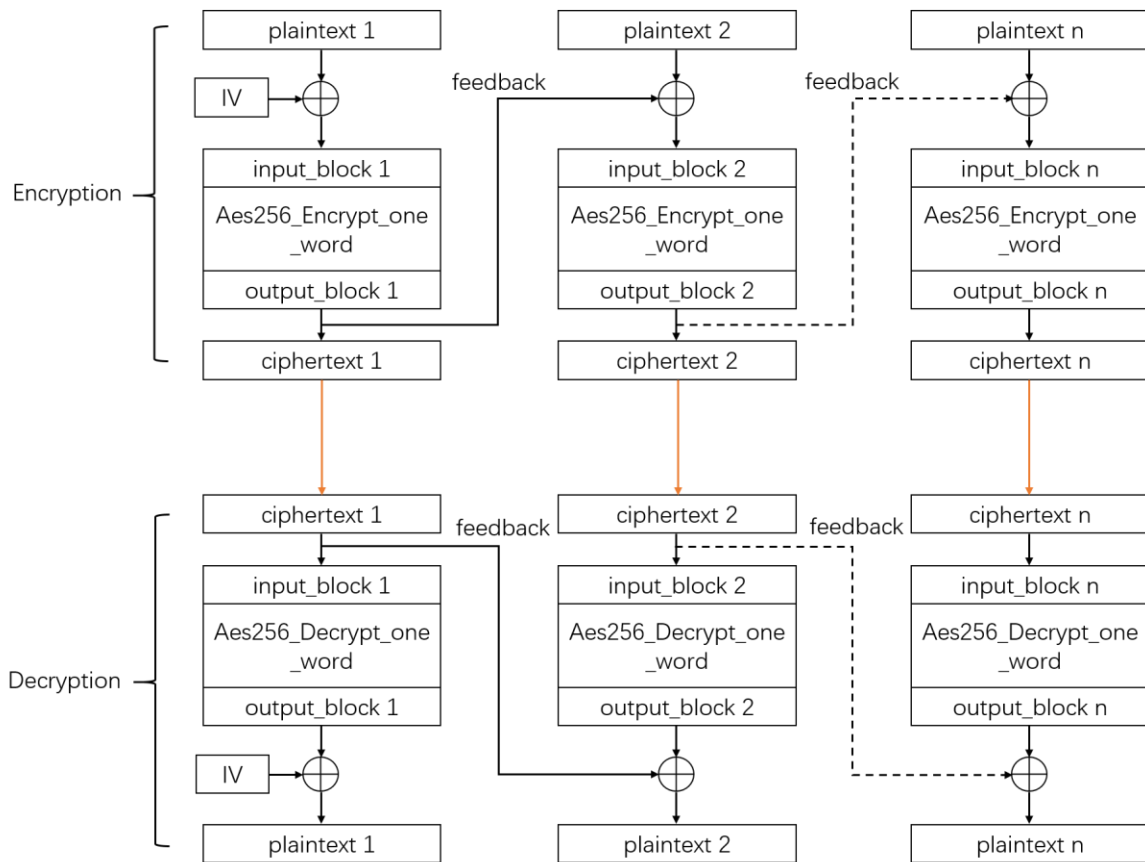 plaintext 1
plaintext 2
plaintext n
IV
feedback
feedback
input_block 1
input_block 2
input_block n
Encryption
Aes256_Encrypt_one
_word
Aes256_Encrypt_one
_word
Aes256_Encrypt_one
_word
output_block 1
output_block 2
output_block n
ciphertext 1
ciphertext 2
ciphertext n
ciphertext 1
ciphertext 2
ciphertext n
feedback
feedback
input_block 1
input_block 2
input_block n
Aes256_Decrypt_one
_word
Aes256_Decrypt_one
_word
Aes256_Decrypt_one
_word
Decryption
output_block 1
output_block 2
output_block n
IV
plaintext 1
plaintext 2
plaintext n